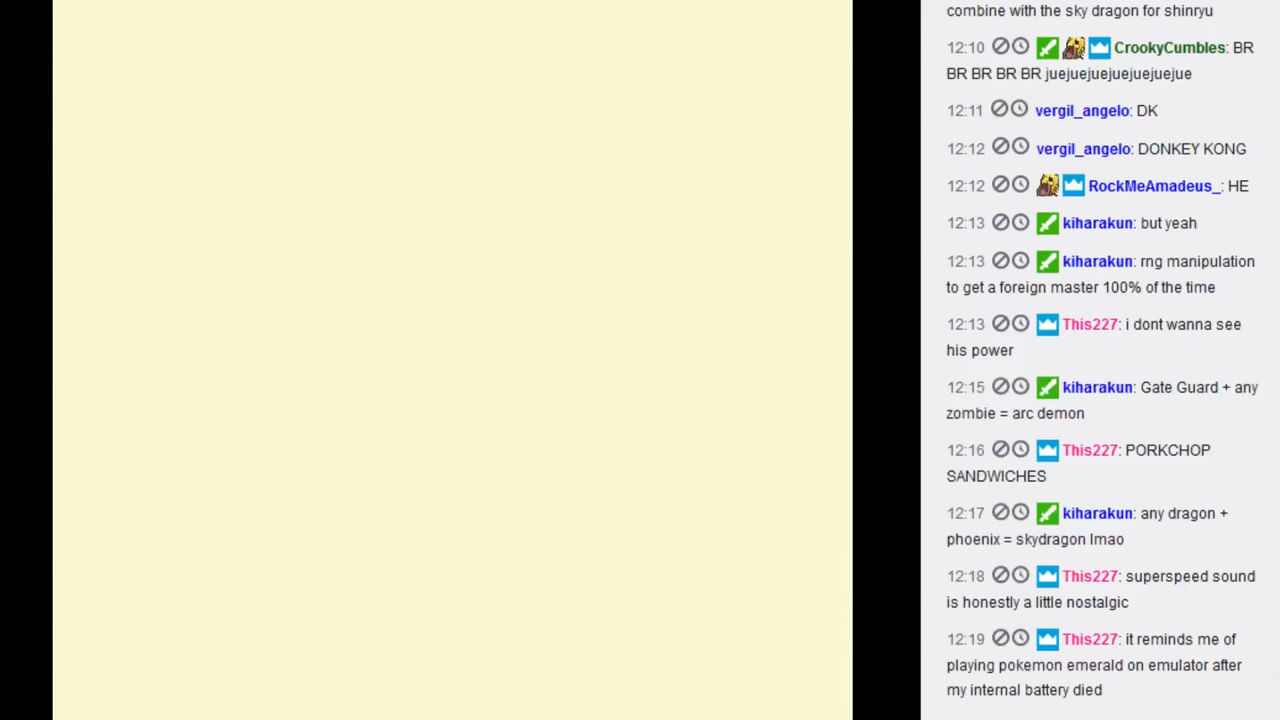 combine with the sky dragon for shinryu
12:10 CrookyCumbles: BR
BR BR BR BR juejuejuejuejuejuejue
12:11 vergil_angelo: DK
12:12 vergil_angelo: DONKEY KONG
12:12 RockMeAmadeus_: HE
12:13 kiharakun: but yeah
12:13 kiharakun: rng manipulation
to get a foreign master 100% of the time
12:13 This227: i dont wanna see
his power
12:15 kiharakun: Gate Guard + any
zombie = arc demon
12:16 This227: PORKCHOP
SANDWICHES
12:17 kiharakun: any dragon +
phoenix = skydragon lmao
12:18 This227: superspeed sound
is honestly a little nostalgic
12:19 This227: it reminds me of
playing pokemon emerald on emulator after
my internal battery died